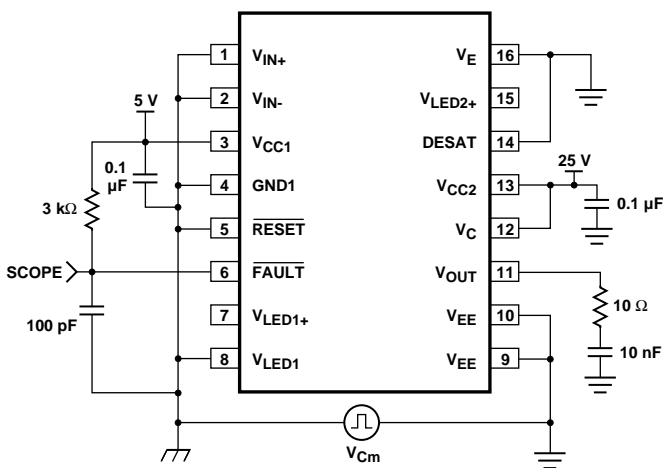 1 V_IN+ V_E 16
5 V
2 V_IN- V_LED2+ 15
3 V_CC1 DESAT 14
0.1 µF
25 V
4 GND1 V_CC2 13
0.1 µF
3 kΩ
5 RESET V_C 12
SCOPE
6 FAULT V_OUT 11
10 Ω
7 V_LED1+ V_EE 10
100 pF
10 nF
8 V_LED1 V_EE 9
V_Cm